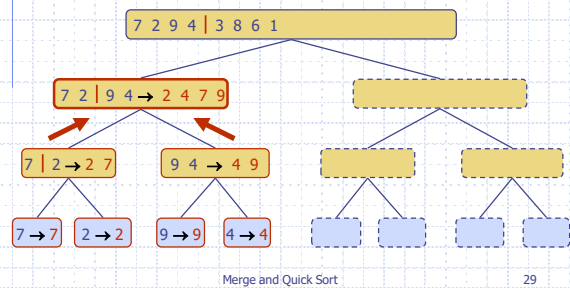 7 2 9 4 | 3 8 6 1
7 2 | 9 4 → 2 4 7 9
7 | 2 → 2 7
9 4 → 4 9
7 → 7
2 → 2
9 → 9
4 → 4
Merge and Quick Sort
29